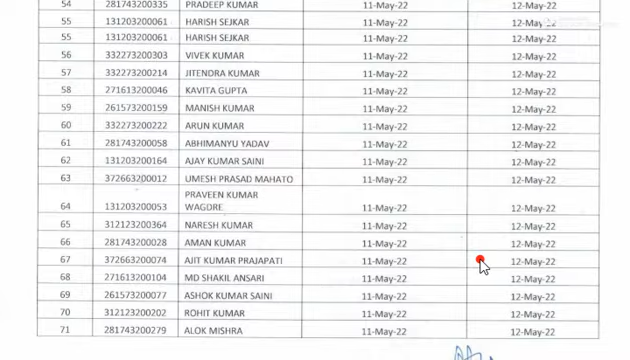 54 281743200335 PRADEEP KUMAR 11-May-22 12-May-22
55 131203200061 HARISH SEJKAR 11-May-22 12-May-22
55 131203200061 HARISH SEJKAR 11-May-22 12-May-22
56 332273200303 VIVEK KUMAR 11-May-22 12-May-22
57 332273200214 JITENDRA KUMAR 11-May-22 12-May-22
58 271613200046 KAVITA GUPTA 11-May-22 12-May-22
59 261573200159 MANISH KUMAR 11-May-22 12-May-22
60 332273200222 ARUN KUMAR 11-May-22 12-May-22
61 281743200058 ABHIMANYU YADAV 11-May-22 12-May-22
62 131203200164 AJAY KUMAR SAINI 11-May-22 12-May-22
63 372663200012 UMESH PRASAD MAHATO 11-May-22 12-May-22
PRAVEEN KUMAR
64 131203200053 WAGORE 11-May-22 12-May-22
65 312123200364 NARESH KUMAR 11-May-22 12-May-22
66 281743200028 AMAN KUMAR 11-May-22 12-May-22
67 372663200074 AJIT KUMAR PRAJAPATI 11-May-22 12-May-22
68 271613200104 MD SHAKIL ANSARI 11-May-22 12-May-22
69 261573200077 ASHOK KUMAR SAINI 11-May-22 12-May-22
70 312123200202 ROHIT KUMAR 11-May-22 12-May-22
71 281743200279 ALOK MISHRA 11-May-22 12-May-22